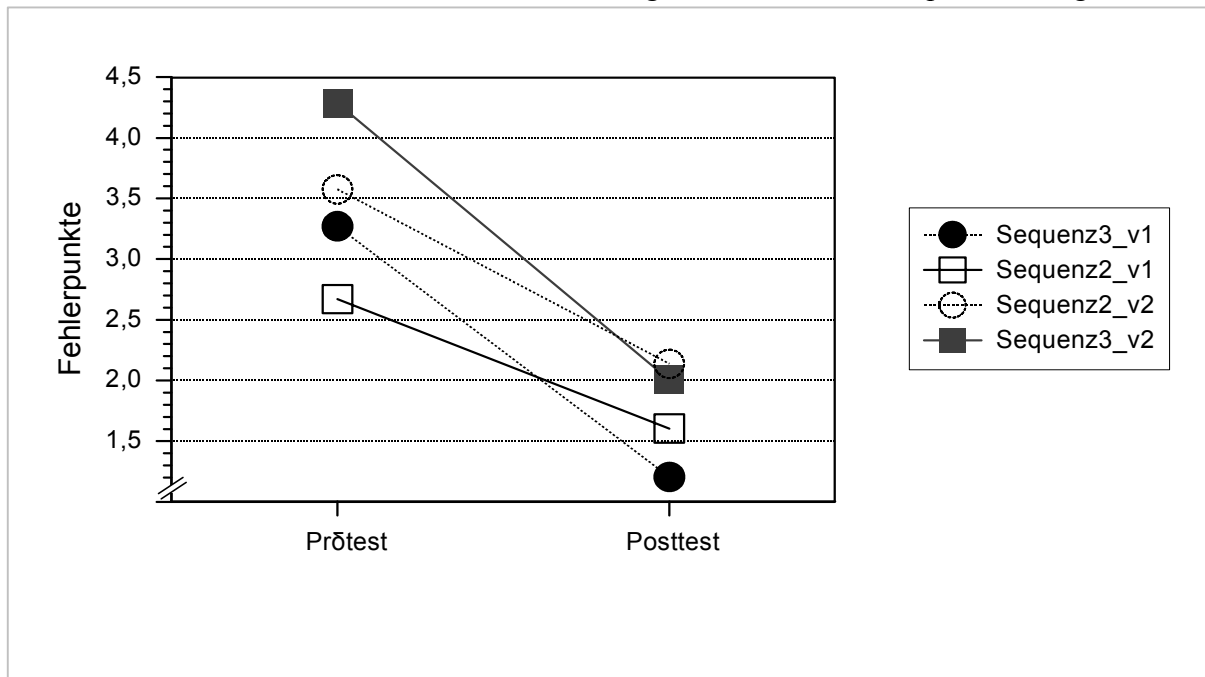 4,5
4,0
3,5
3,0
2,5
2,0
1,5
Fehlerpunkte
Prδtest
Posttest
Sequenz3_v1
Sequenz2_v1
Sequenz2_v2
Sequenz3_v2